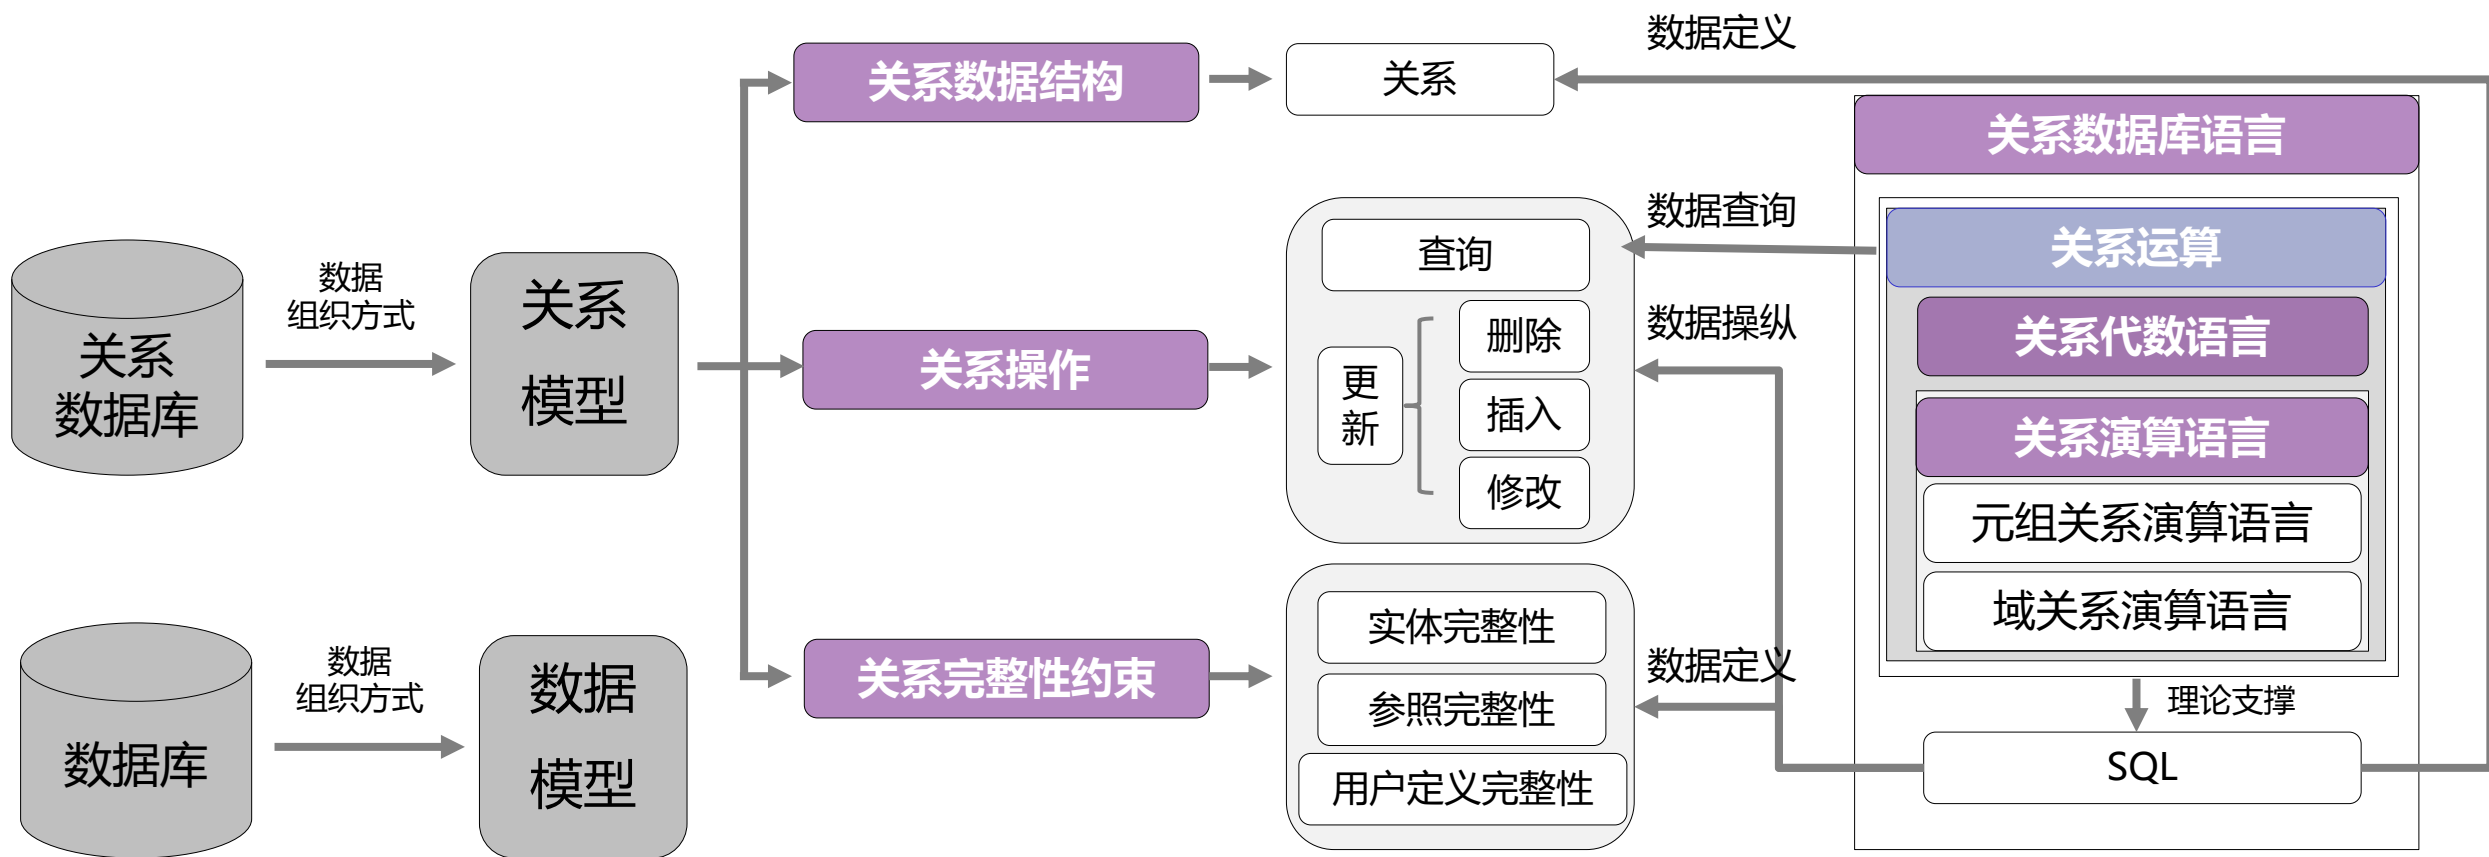 关系
数据库
数据
组织方式
关系
模型
数据库
数据
组织方式
数据
模型
关系数据结构
关系操作
关系完整性约束
关系
查询
更
新
删除
插入
修改
实体完整性
参照完整性
用户定义完整性
数据定义
数据查询
数据操纵
数据定义
关系数据库语言
关系运算
关系代数语言
关系演算语言
元组关系演算语言
域关系演算语言
理论支撑
SQL